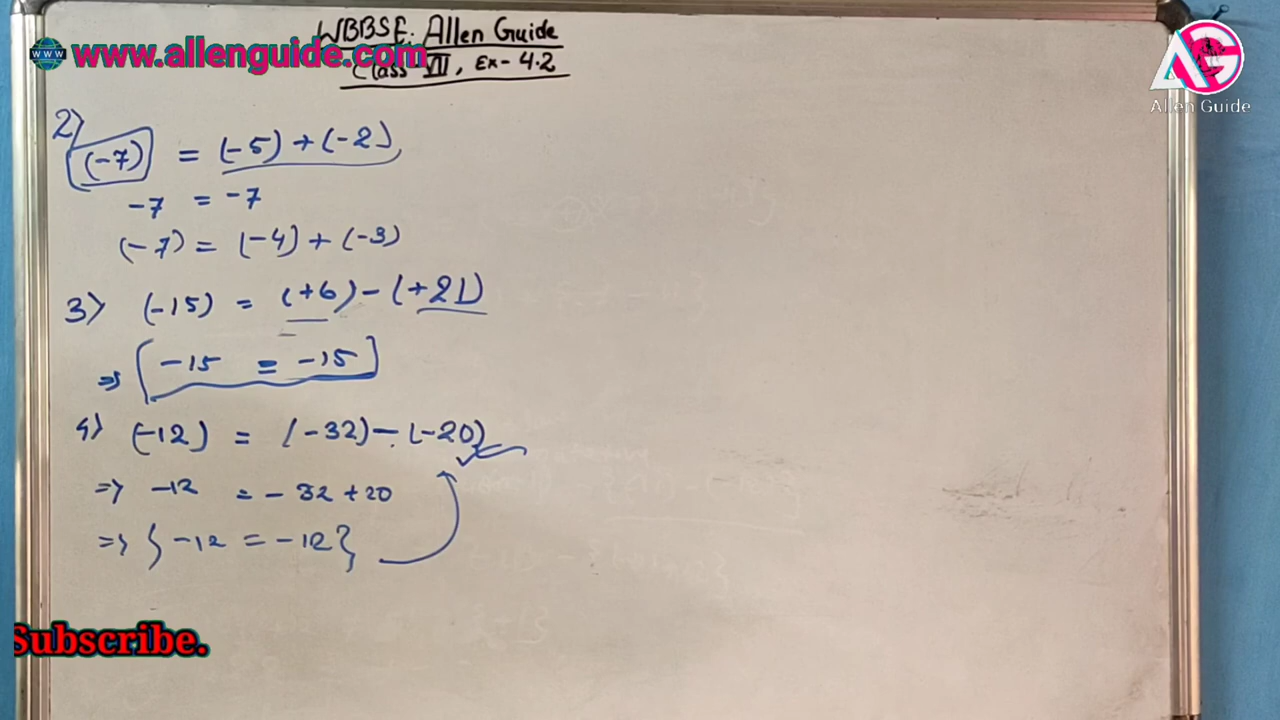 WBBSE: Allen Guide
www.allenguide.com
Class VII, Ex- 4.2
AG
Allen Guide
2) (-7) = (-5) + (-2)
-7 = -7
(-7) = (-4) + (-3)
3) (-15) = (+6) - (+21)
⇒ [-15 = -15]
4) (-12) = (-32) - (-20)
⇒ -12 = - 32 + 20
⇒ {-12 = -12}
Subscribe.